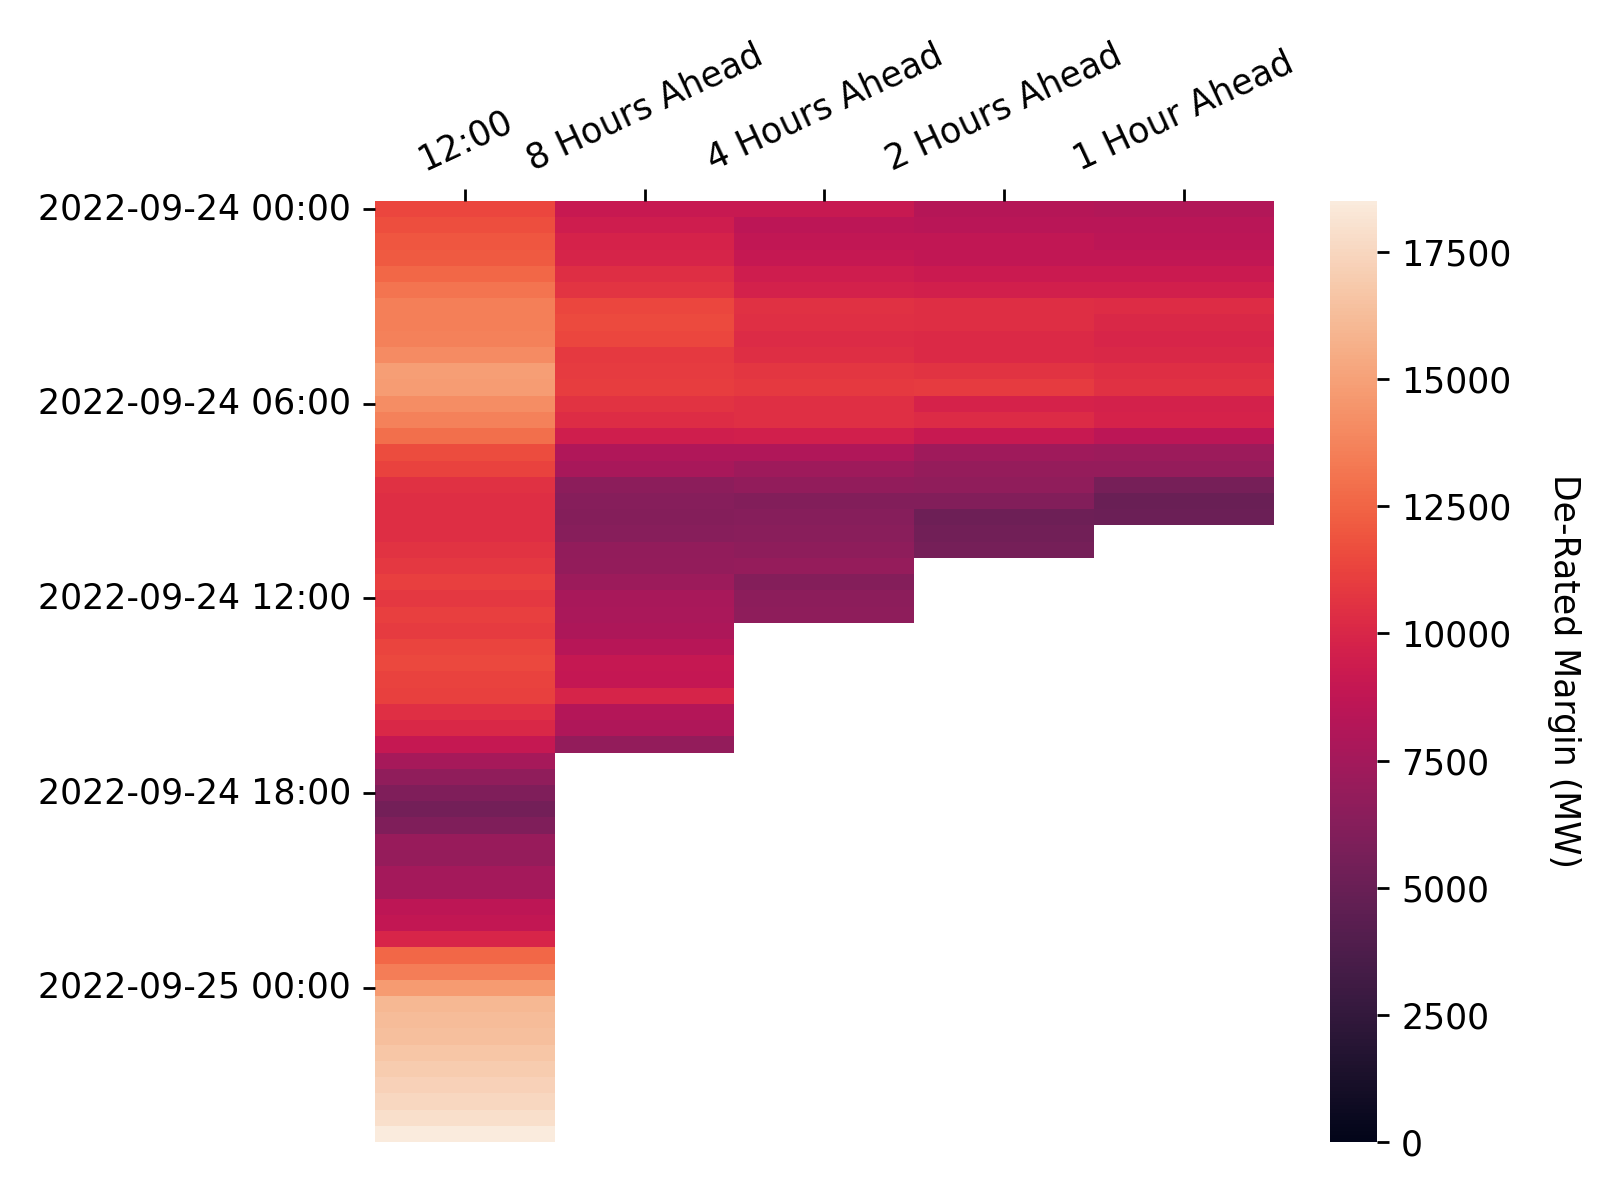 12:00
8 Hours Ahead
4 Hours Ahead
2 Hours Ahead
1 Hour Ahead
2022-09-24 00:00
2022-09-24 06:00
2022-09-24 12:00
2022-09-24 18:00
2022-09-25 00:00
17500
15000
12500
10000
7500
5000
2500
0
De-Rated Margin (MW)